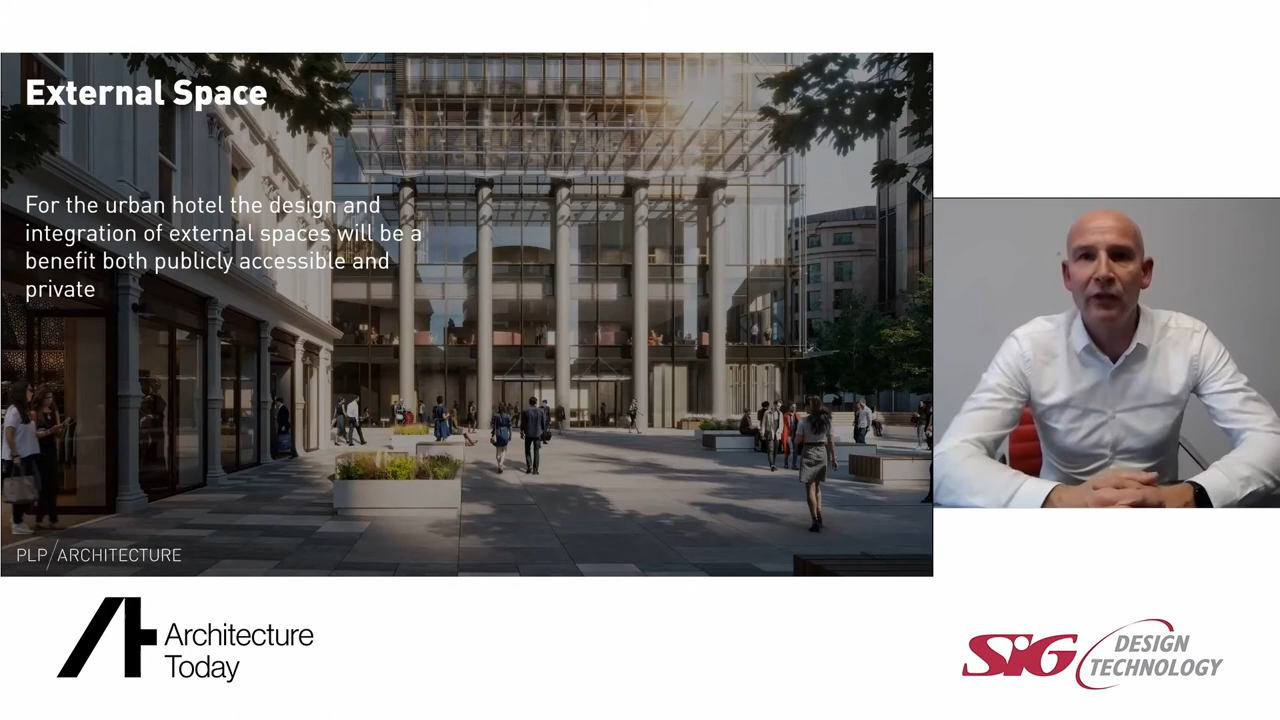 External Space
For the urban hotel the design and
integration of external spaces will be a
benefit both publicly accessible and
private
PLP/ARCHITECTURE
Architecture
Today
SIG DESIGN
TECHNOLOGY